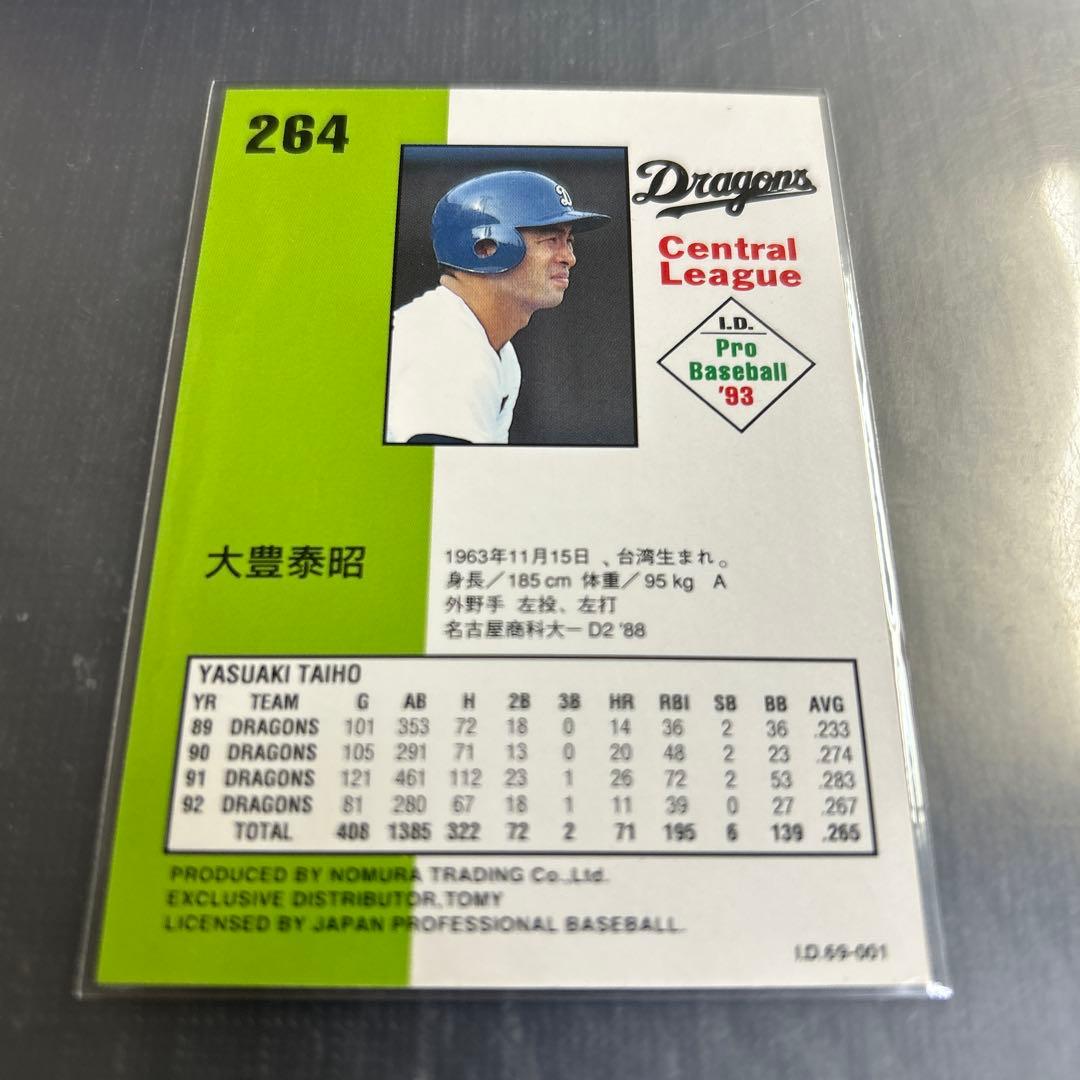 264
Dragons
Central
League
I.D.
Pro
Baseball
'93
大豊泰昭
1963年11月15日 、台湾生まれ。
身長／185cm 体重／95kg A
外野手 左投、左打
名古屋商科大－D2 '88
YASUAKI TAIHO
YR TEAM G AB H 2B 3B HR RBI SB BB AVG
89 DRAGONS 101 353 72 18 0 14 36 2 36 .233
90 DRAGONS 105 291 71 13 0 20 48 2 23 .274
91 DRAGONS 121 461 112 23 1 26 72 2 53 .283
92 DRAGONS 81 280 67 18 1 11 39 0 27 .267
TOTAL 408 1385 322 72 2 71 195 6 139 .265
PRODUCED BY NOMURA TRADING Co.,Ltd.
EXCLUSIVE DISTRIBUTOR,TOMY
LICENSED BY JAPAN PROFESSIONAL BASEBALL.
I.D.69-001